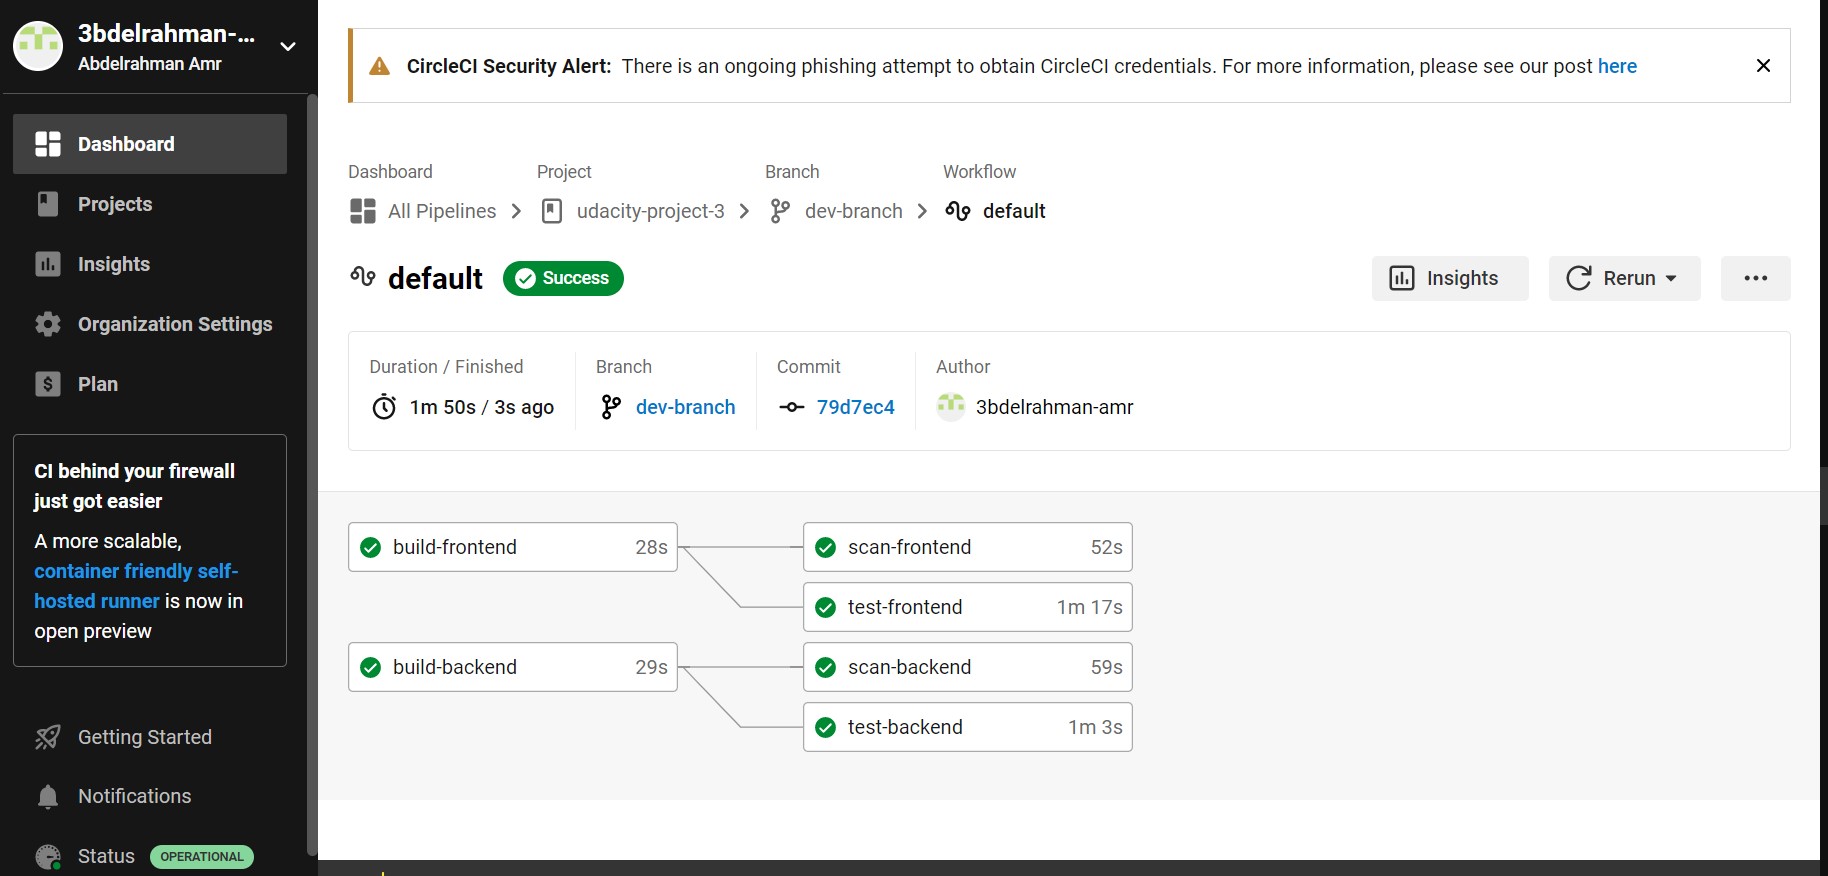 3bdelrahman-...
Abdelrahman Amr
Dashboard
Projects
Insights
Organization Settings
Plan
CI behind your firewall
just got easier
A more scalable,
container friendly self-
hosted runner is now in
open preview
Getting Started
Notifications
Status OPERATIONAL
CircleCI Security Alert: There is an ongoing phishing attempt to obtain CircleCI credentials. For more information, please see our post here
Dashboard Project Branch Workflow
All Pipelines udacity-project-3 dev-branch default
default Success Insights Rerun
Duration / Finished Branch Commit Author
1m 50s / 3s ago dev-branch 79d7ec4 3bdelrahman-amr
build-frontend 28s scan-frontend 52s
test-frontend 1m 17s
build-backend 29s scan-backend 59s
test-backend 1m 3s